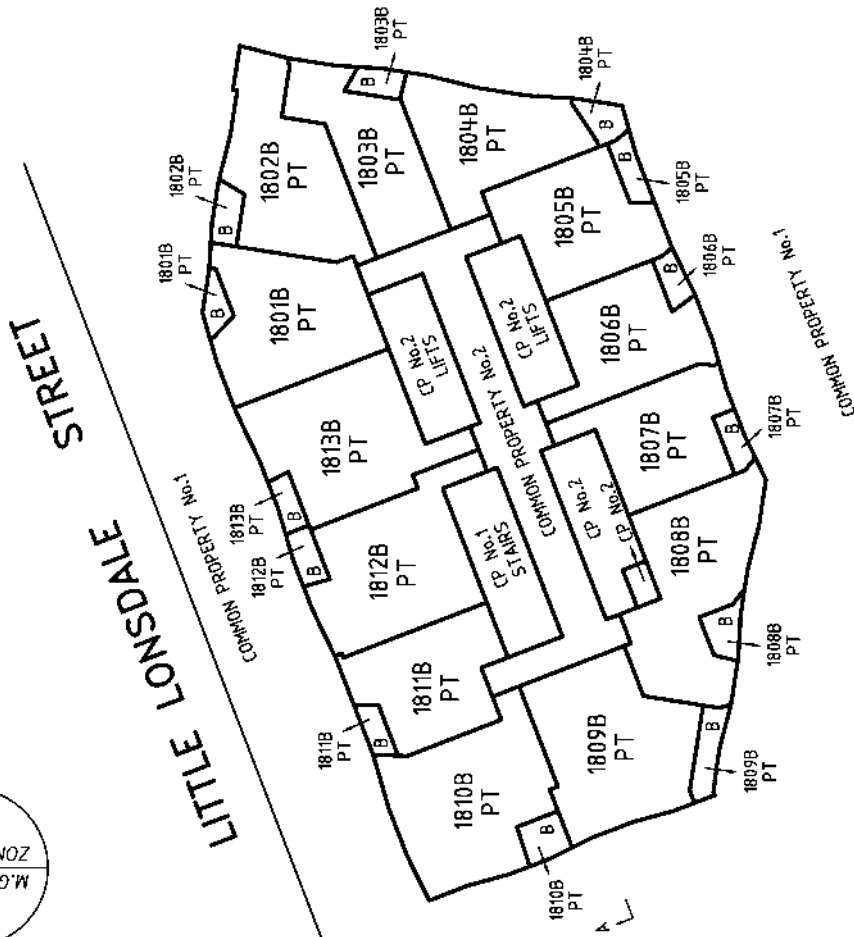 1803B
PT
B
1804B
PT
B
1802B
PT
B
1802B
PT
1803B
PT
1804B
PT
1801B
PT
B
1801B
PT
1805B
PT
B
1805B
PT
1806B
PT
B
1806B
PT
COMMON PROPERTY No.1
STREET
LITTLE LONSDALE
COMMON PROPERTY No.1
CP No.2
LIFTS
CP No.2
LIFTS
COMMON PROPERTY No.2
1813B
PT
1813B
PT
B
1812B
PT
B
1812B
PT
CP No.1
STAIRS
CP No.2
CP No.2
1807B
PT
B
1807B
PT
1808B
PT
B
1808B
PT
1811B
PT
B
1811B
PT
1809B
PT
B
1809B
PT
1810B
PT
B
1810B
PT
A